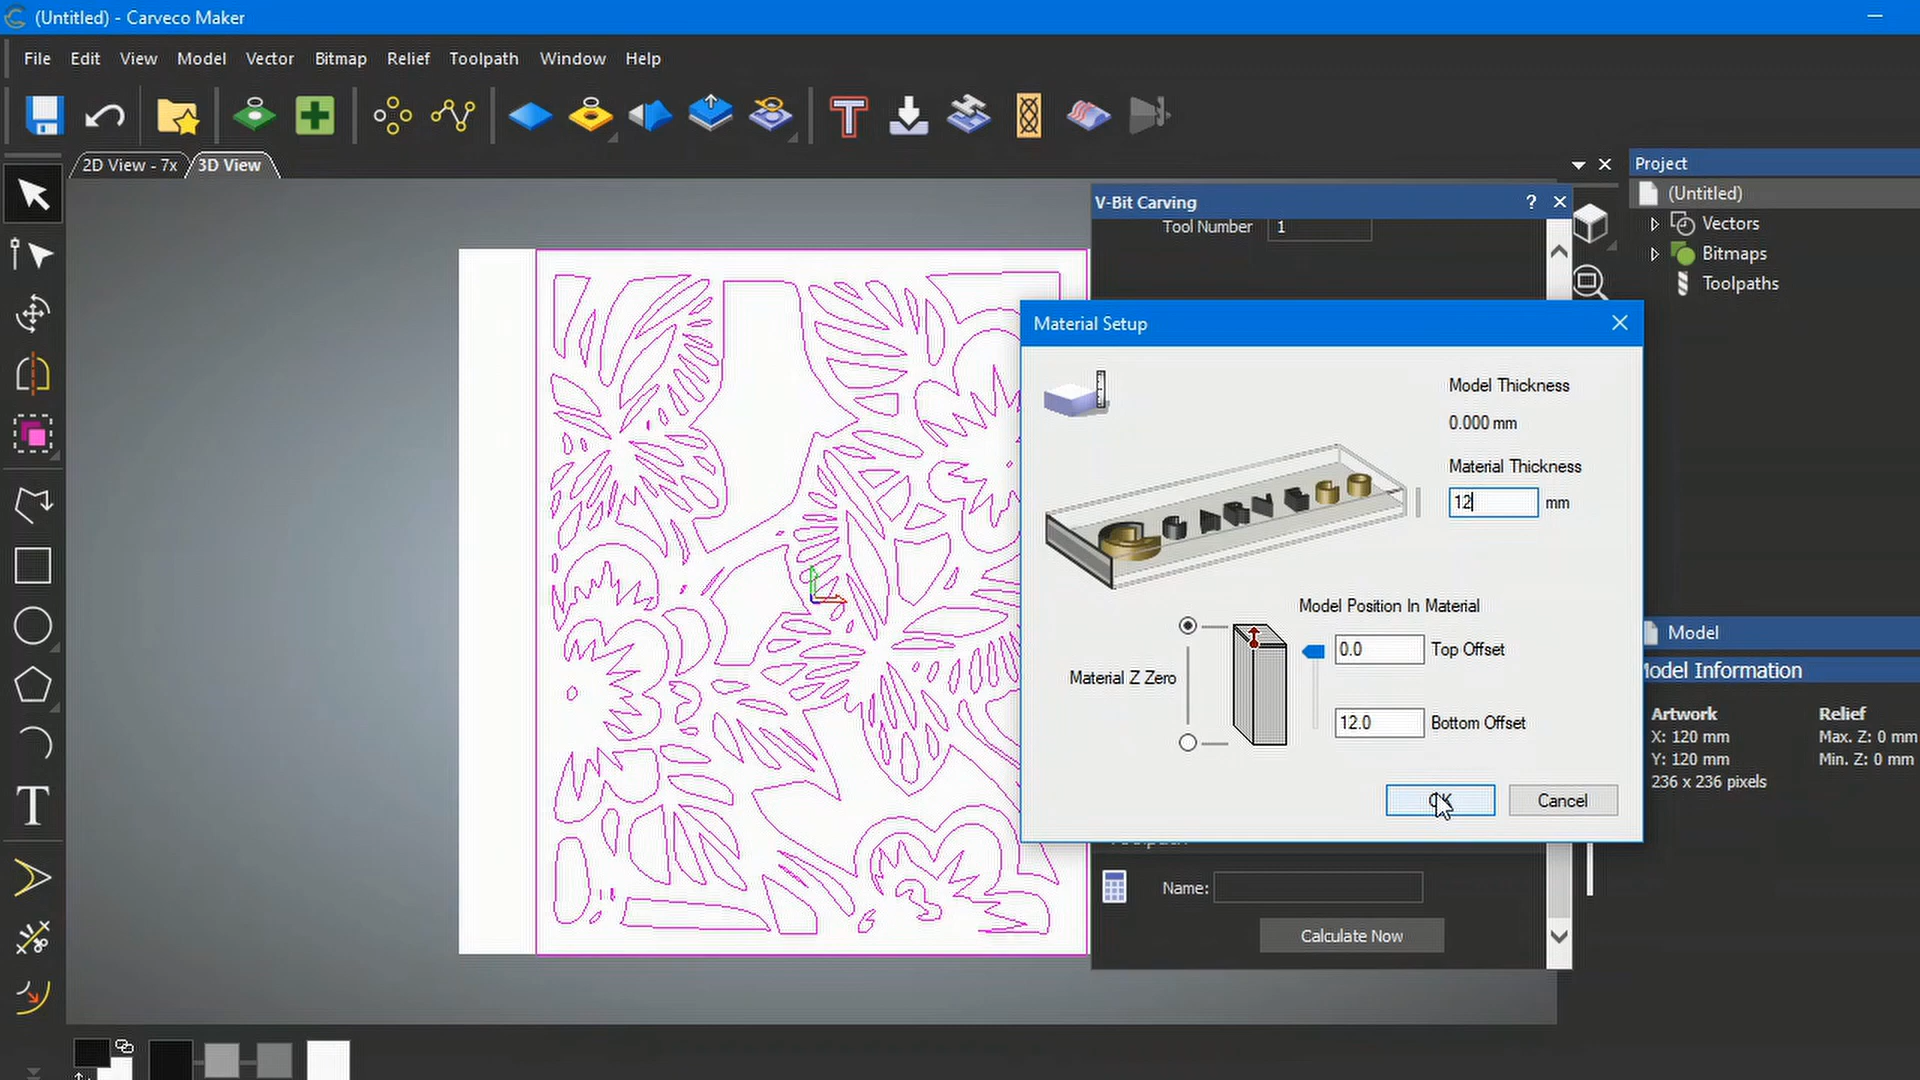 (Untitled) - Carveco Maker
File Edit View Model Vector Bitmap Relief Toolpath Window Help
2D View - 7x 3D View
Project
(Untitled)
Vectors
Bitmaps
Toolpaths
V-Bit Carving ?
Tool Number 1
Material Setup
Model Thickness
0.000 mm
Material Thickness
12 mm
CARVECO
Model Position In Material
0.0 Top Offset
Material Z Zero
12.0 Bottom Offset
OK Cancel
Name:
Calculate Now
Model
Model Information
Artwork Relief
X: 120 mm Max. Z: 0 mm
Y: 120 mm Min. Z: 0 mm
236 x 236 pixels